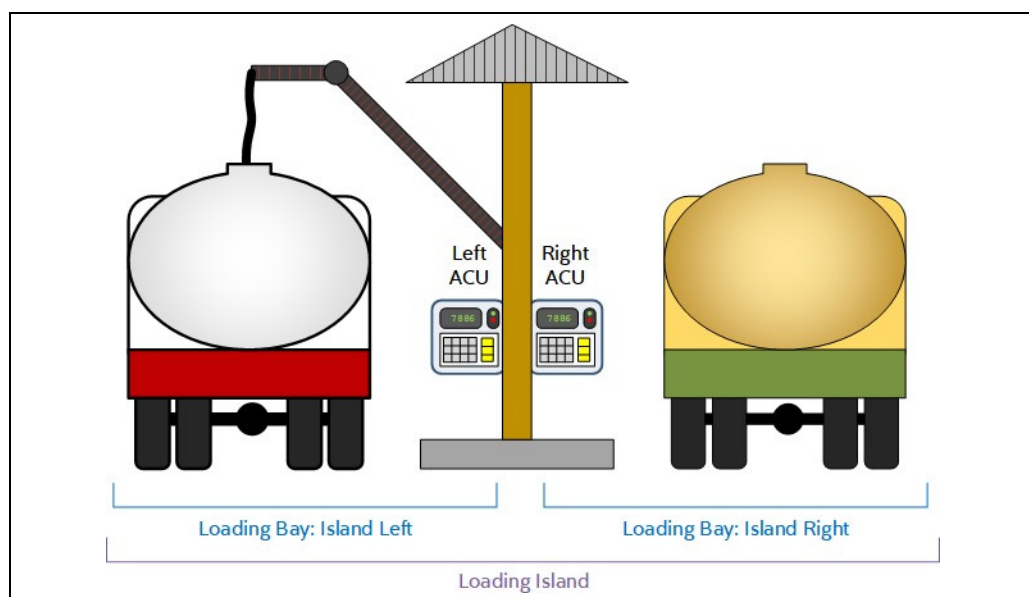 Left
ACU
Right
ACU
7886
7886
Loading Bay: Island Left
Loading Bay: Island Right
Loading Island